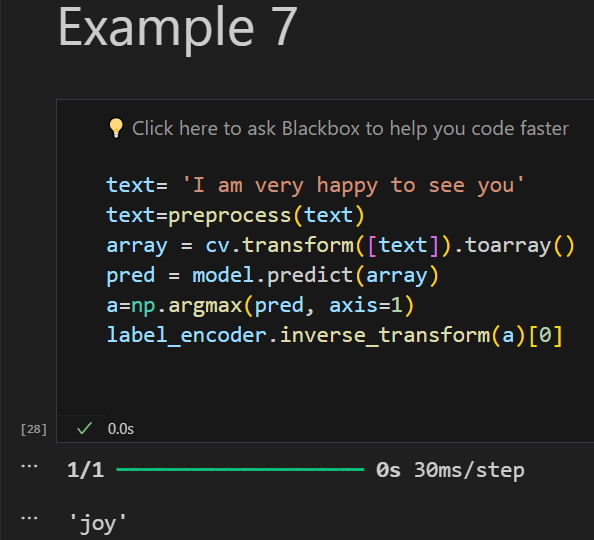 Example 7
💡 Click here to ask Blackbox to help you code faster
text= 'I am very happy to see you'
text=preprocess(text)
array = cv.transform([text]).toarray()
pred = model.predict(array)
a=np.argmax(pred, axis=1)
label_encoder.inverse_transform(a)[0]
[28] ✓ 0.0s
... 1/1 ━━━━━━━━━━━━━━━━━━━━ 0s 30ms/step
... 'joy'